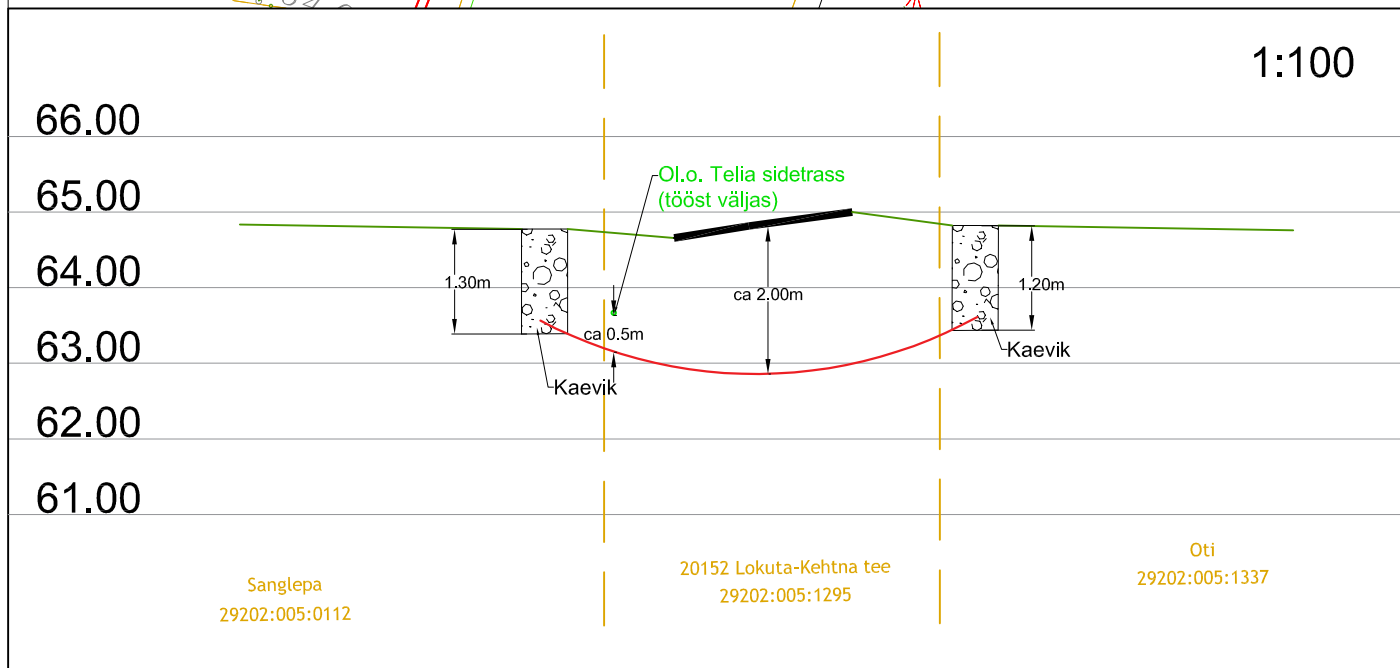 1:100
66.00
65.00
64.00
63.00
62.00
61.00
Ol.o. Telia sidetrass
(tööst väljas)
1.30m
ca 0.5m
ca 2.00m
1.20m
Kaevik
Kaevik
Sanglepa
29202:005:0112
20152 Lokuta-Kehtna tee
29202:005:1295
Oti
29202:005:1337